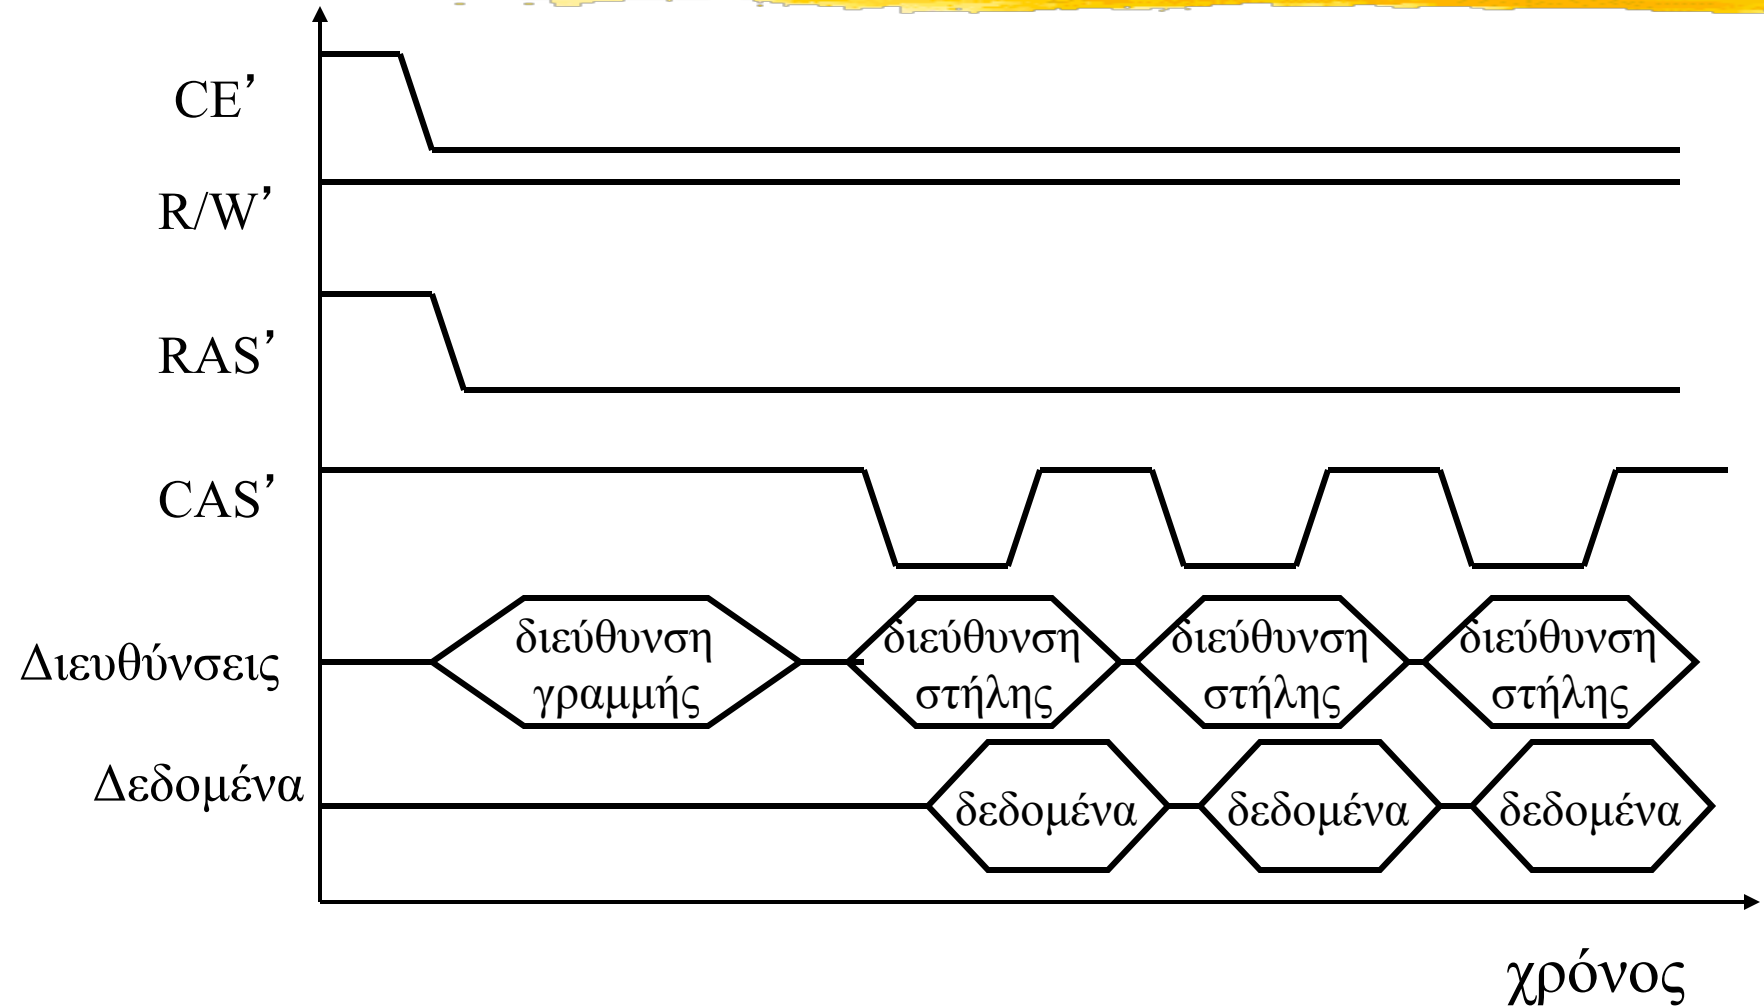 CE’
R/W’
RAS’
CAS’
Διευθύνσεις
διεύθυνση
γραμμής
διεύθυνση
στήλης
διεύθυνση
στήλης
διεύθυνση
στήλης
Δεδομένα
δεδομένα
δεδομένα
δεδομένα
χρόνος